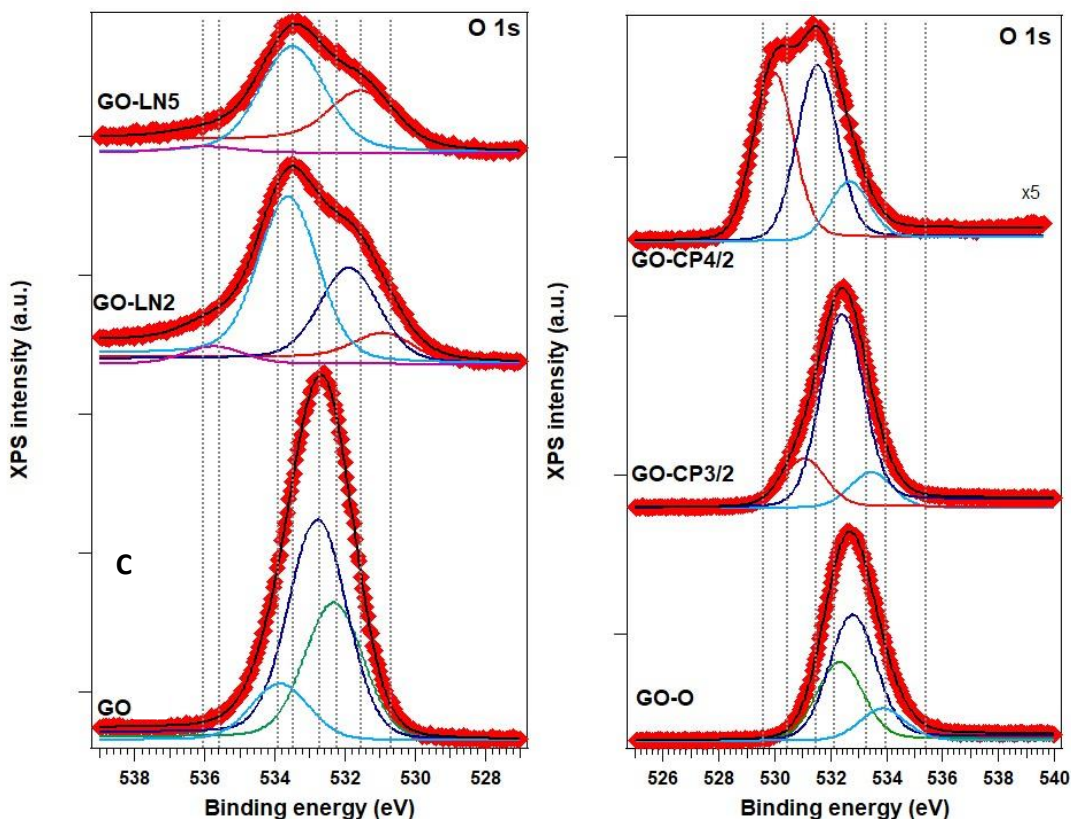 O 1s
GO-LN5
GO-LN2
C
GO
XPS intensity (a.u.)
538 536 534 532 530 528
Binding energy (eV)
O 1s
x5
GO-CP4/2
GO-CP3/2
GO-O
XPS intensity (a.u.)
526 528 530 532 534 536 538 540
Binding energy (eV)